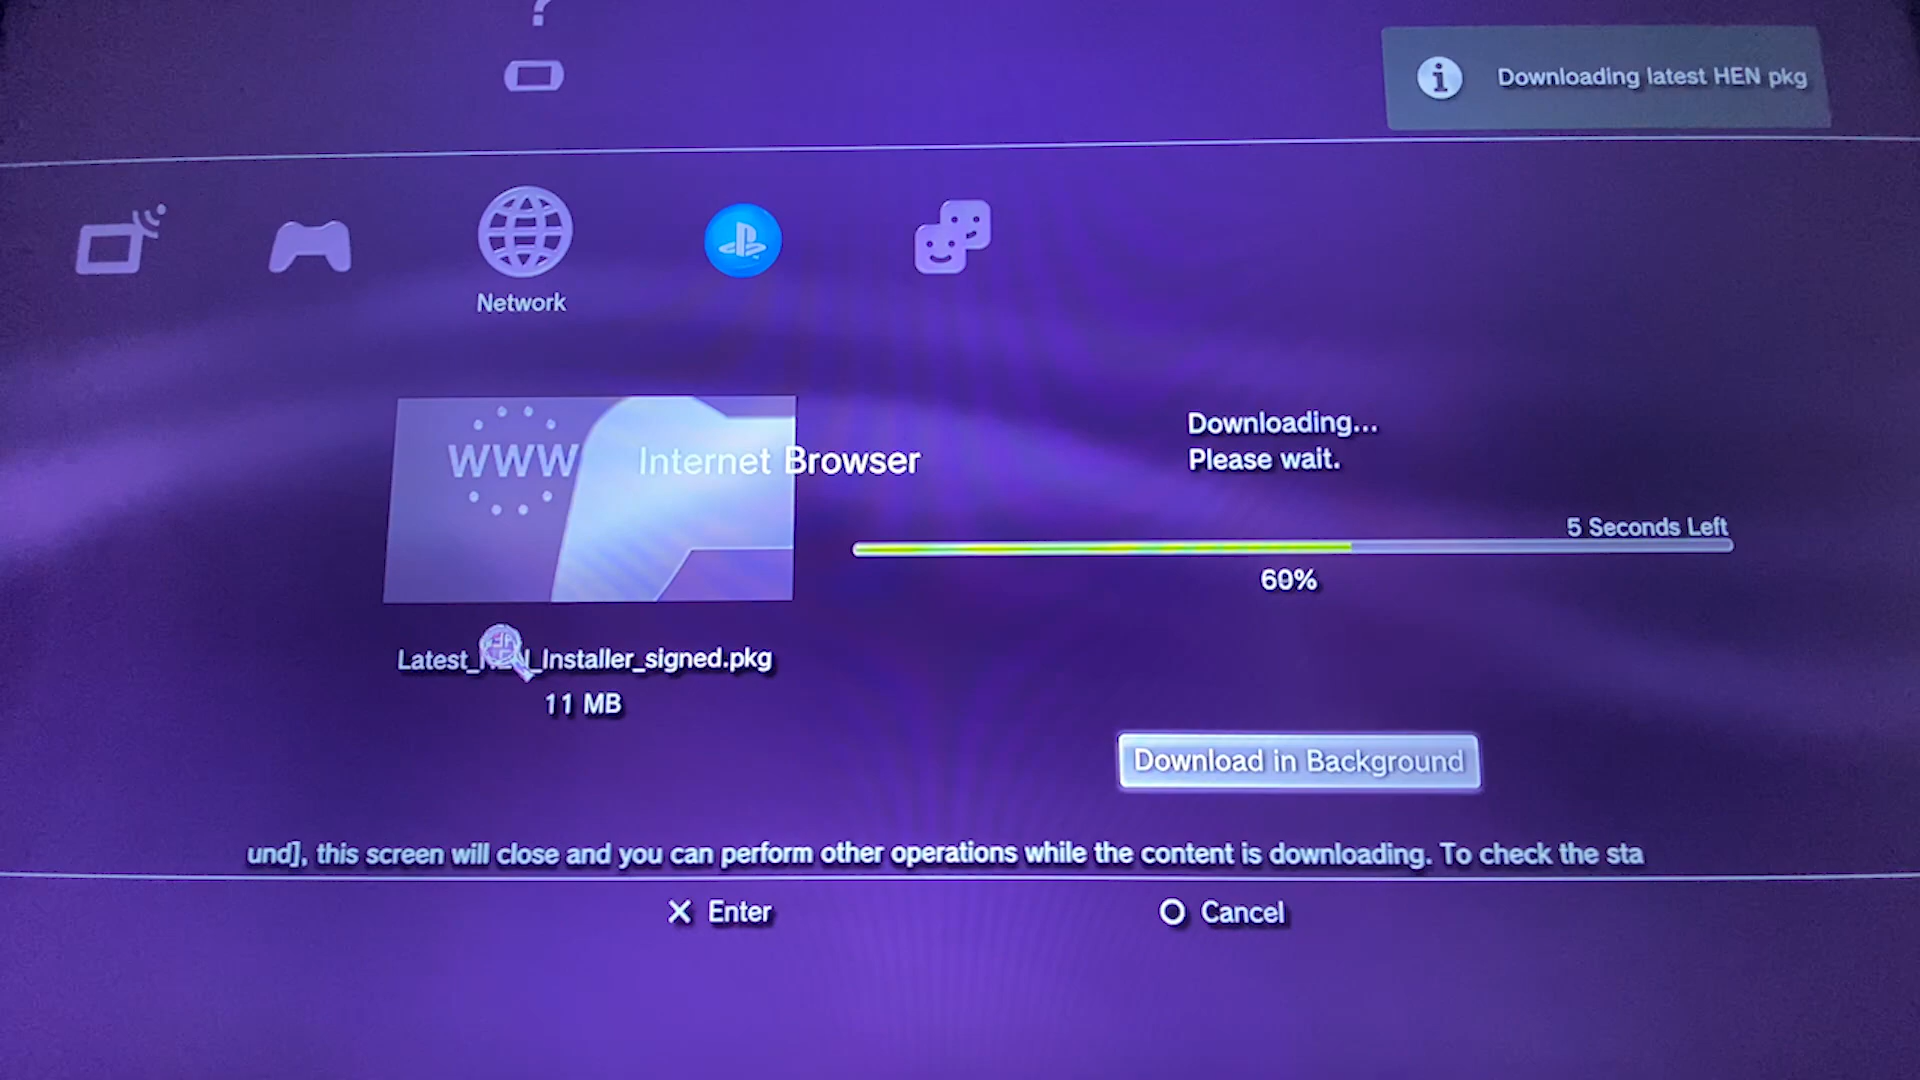 ?
Downloading latest HEN pkg
Network
www
Internet Browser
Downloading...
Please wait.
5 Seconds Left
60%
Latest_HEN_Installer_signed.pkg
11 MB
Download in Background
und], this screen will close and you can perform other operations while the content is downloading. To check the sta
X Enter
O Cancel